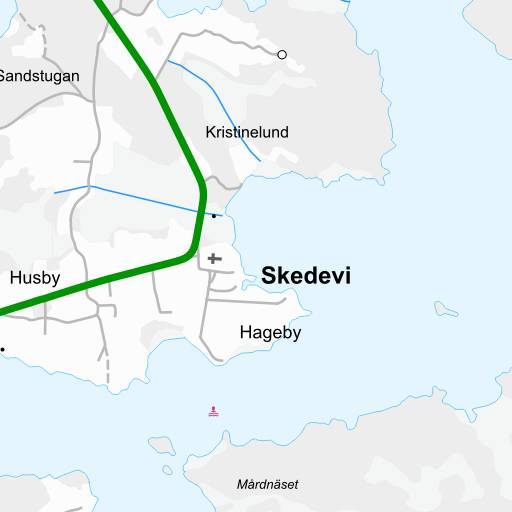 Sandstugan
Kristinelund
Husby
Skedevi
Hageby
Mårdnäset